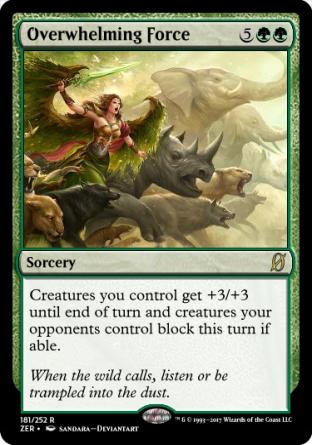 Overwhelming Force 5
Sorcery
Creatures you control get +3/+3
until end of turn and creatures your
opponents control block this turn if
able.
When the wild calls, listen or be
trampled into the dust.
181/252 R
ZER • SANDARA—DEVIANTART
™ & © 1993–2017 Wizards of the Coast LLC